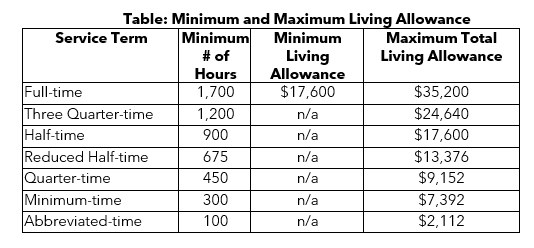 Table: Minimum and Maximum Living Allowance
Service Term Minimum # of Hours Minimum Living Allowance Maximum Total Living Allowance
Full-time 1,700 $17,600 $35,200
Three Quarter-time 1,200 n/a $24,640
Half-time 900 n/a $17,600
Reduced Half-time 675 n/a $13,376
Quarter-time 450 n/a $9,152
Minimum-time 300 n/a $7,392
Abbreviated-time 100 n/a $2,112